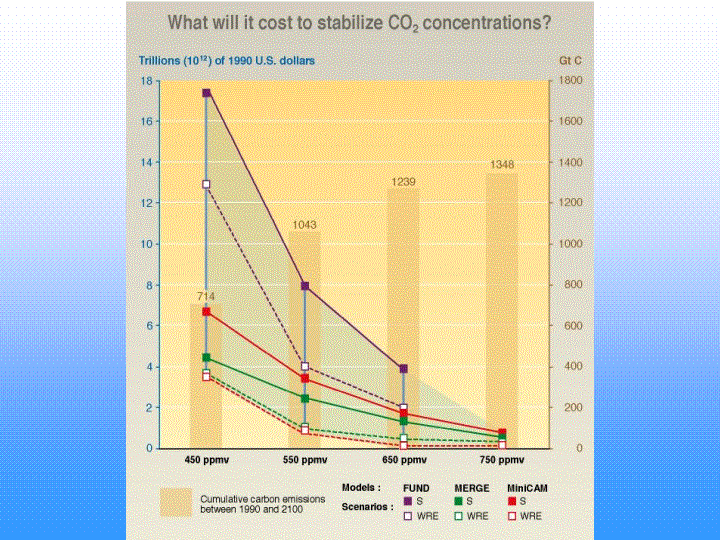 What will it cost to stabilize CO₂ concentrations?
Trillions (10¹²) of 1990 U.S. dollars
Gt C
18 1800
16 1600
14 1400
12 1200
10 1000
8 800
6 600
4 400
2 200
0 0
1348
1239
1043
714
450 ppmv 550 ppmv 650 ppmv 750 ppmv
Cumulative carbon emissions
between 1990 and 2100
Models : FUND MERGE MiniCAM
Scenarios : S S S
WRE WRE WRE